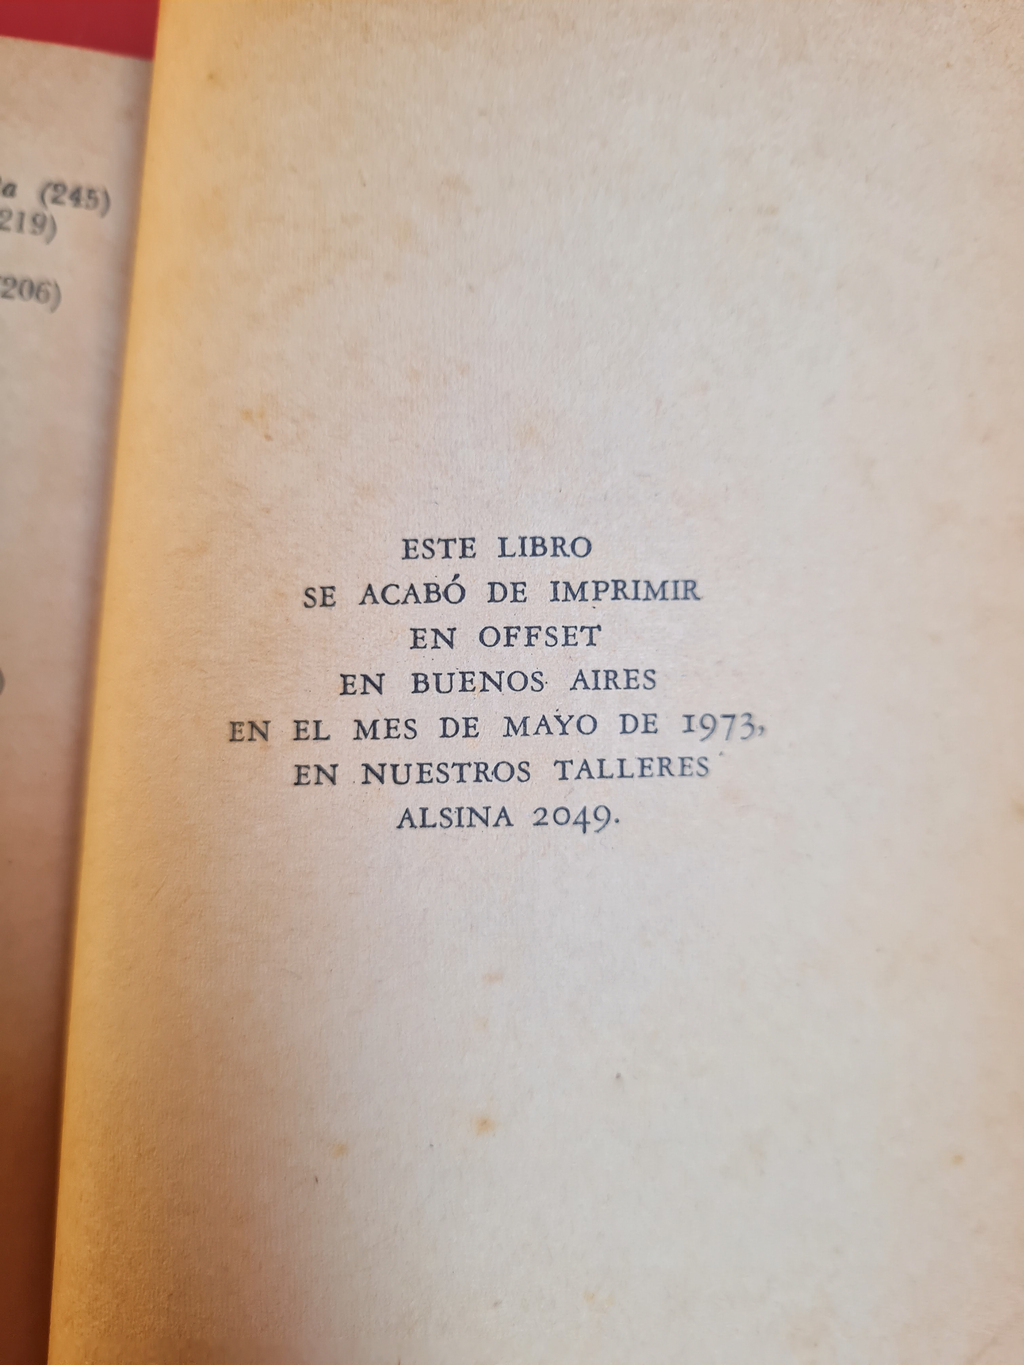 (245)
219)
206)
ESTE LIBRO
SE ACABÓ DE IMPRIMIR
EN OFFSET
EN BUENOS AIRES
EN EL MES DE MAYO DE 1973,
EN NUESTROS TALLERES
ALSINA 2049.